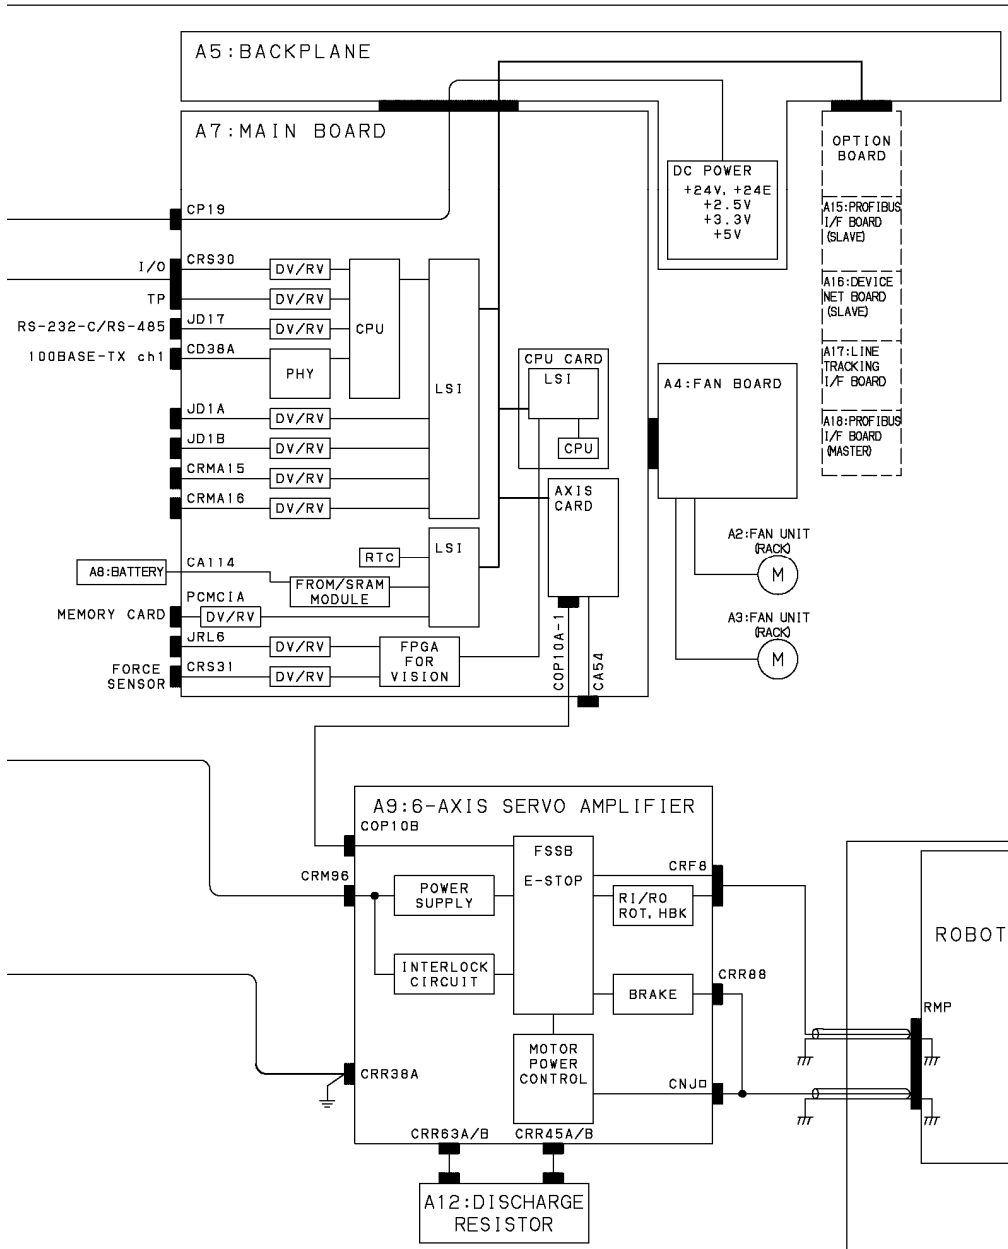 A5:BACKPLANE
A7:MAIN BOARD
OPTION
BOARD
DC POWER
+24V, +24E
+2.5V
+3.3V
+5V
A15:PROFIBUS
I/F BOARD
(SLAVE)
A16:DEVICE
NET BOARD
(SLAVE)
A17:LINE
TRACKING
I/F BOARD
A18:PROFIBUS
I/F BOARD
(MASTER)
CP19
I/O
CRS30
DV/RV
TP
DV/RV
CPU
RS-232-C/RS-485
JD17
DV/RV
100BASE-TX ch1
CD38A
PHY
LSI
CPU CARD
LSI
CPU
A4:FAN BOARD
JD1A
DV/RV
JD1B
DV/RV
CRMA15
DV/RV
CRMA16
DV/RV
AXIS
CARD
A2:FAN UNIT
(RACK)
M
A3:FAN UNIT
(RACK)
M
RTC
LSI
A8:BATTERY
CA114
FROM/SRAM
MODULE
PCMCIA
MEMORY CARD
DV/RV
JRL6
DV/RV
FPGA
FOR
VISION
FORCE
SENSOR
CRS31
DV/RV
COP10A-1
CA54
A9:6-AXIS SERVO AMPLIFIER
COP10B
FSSB
E-STOP
CRF8
CRM96
POWER
SUPPLY
RI/RO
ROT, HBK
ROBOT
INTERLOCK
CIRCUIT
BRAKE
CRR88
RMP
MOTOR
POWER
CONTROL
CRR38A
CNJ□
CRR63A/B
CRR45A/B
A12:DISCHARGE
RESISTOR